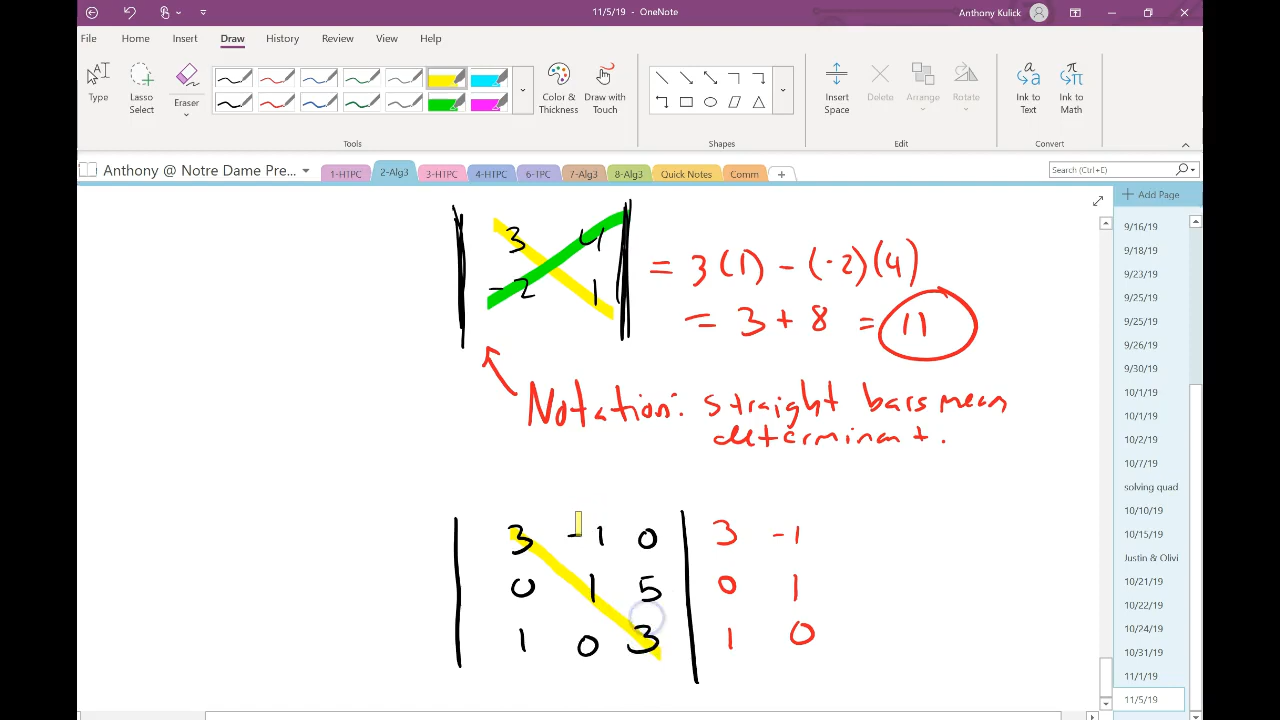 11/5/19 - OneNote
Anthony Kulick
File Home Insert Draw History Review View Help
Type
Lasso Select
Eraser
Color & Thickness
Draw with Touch
Insert Space
Delete
Arrange
Rotate
Ink to Text
Ink to Math
Tools
Shapes
Edit
Convert
Anthony @ Notre Dame Pre...
1-HTPC 2-Alg3 3-HTPC 4-HTPC 6-TPC 7-Alg3 8-Alg3 Quick Notes Comm
Search (Ctrl+E)
Add Page
9/16/19
9/18/19
9/23/19
9/25/19
9/25/19
9/26/19
9/30/19
10/1/19
10/1/19
10/2/19
10/7/19
solving quad
10/10/19
10/15/19
Justin & Olivi
10/21/19
10/22/19
10/24/19
10/31/19
11/1/19
11/5/19
3 4
-2 1
= 3(1) - (-2)(4)
= 3 + 8 = 11
Notation: straight bars mean
determinant.
3 -1 0 | 3 -1
0 1 5 | 0 1
1 0 3 | 1 0